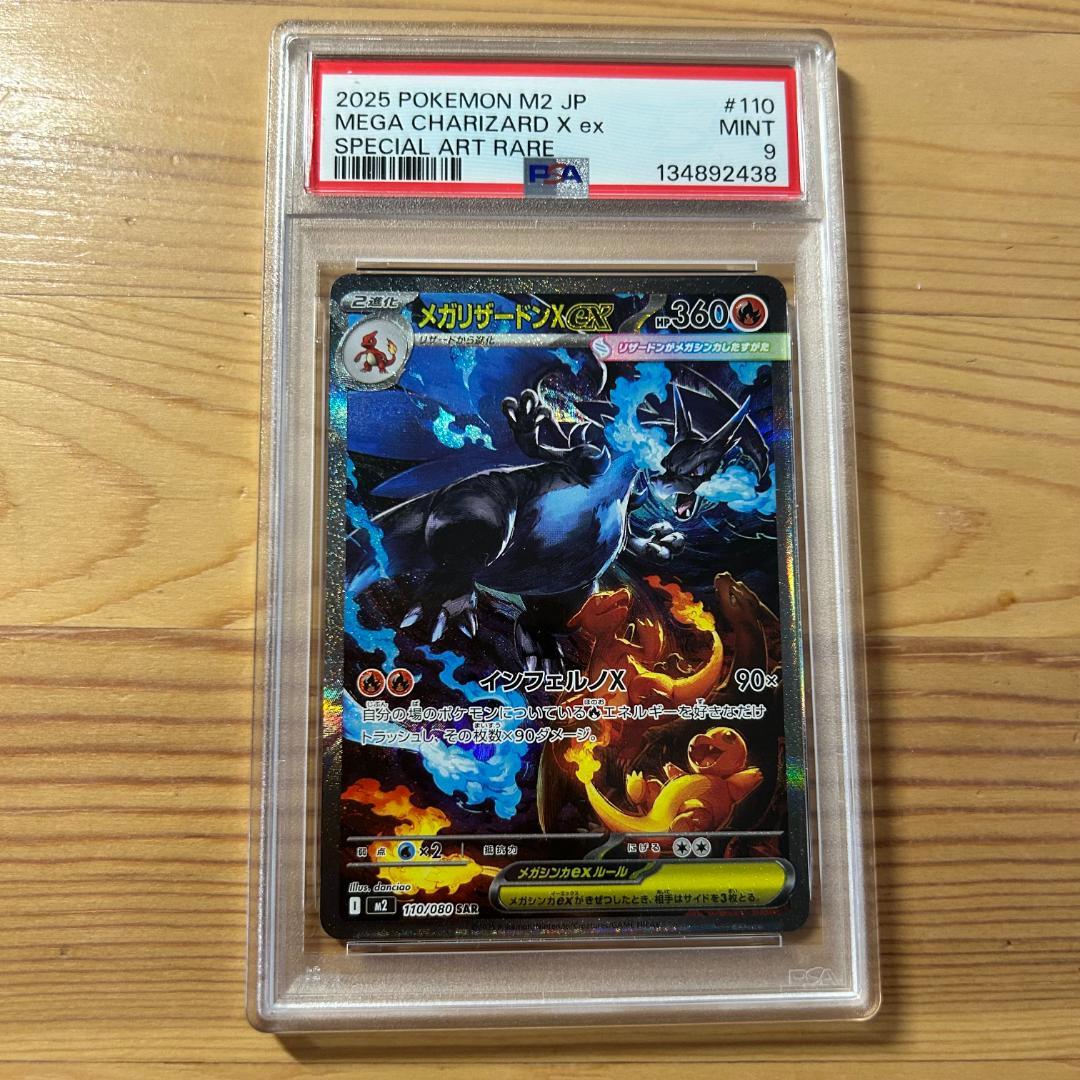 2025 POKEMON M2 JP #110
MEGA CHARIZARD X ex MINT
SPECIAL ART RARE 9
PSA 134892438
2進化 メガリザードンXex HP360
リザードから進化 リザードンがメガシンカしたすがた
インフェルノX 90×
自分の場のポケモンについている エネルギーを好きなだけ
トラッシュし、その枚数×90ダメージ。
弱点 ×2 抵抗力 にげる
メガシンカexルール
Illus. danciao
メガシンカexがきぜつしたとき、相手はサイドを3枚とる。
I M2 110/080 SAR
©2025 Pokémon/Nintendo/Creatures/GAME FREAK
PSA